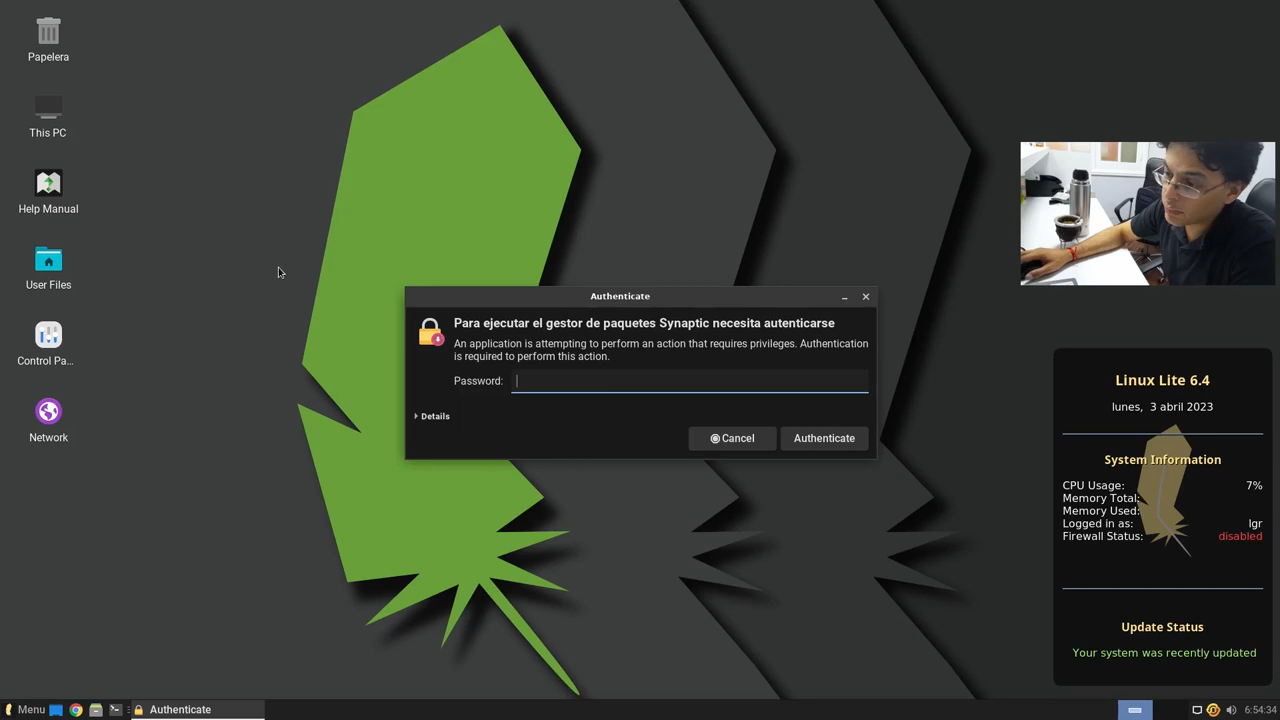 Papelera
This PC
Help Manual
User Files
Control Pa...
Network
Authenticate
Para ejecutar el gestor de paquetes Synaptic necesita autenticarse
An application is attempting to perform an action that requires privileges. Authentication
is required to perform this action.
Password:
Details
Cancel
Authenticate
Linux Lite 6.4
lunes, 3 abril 2023
System Information
CPU Usage: 7%
Memory Total:
Memory Used:
Logged in as: lgr
Firewall Status: disabled
Update Status
Your system was recently updated
Menu
Authenticate
6:54:34